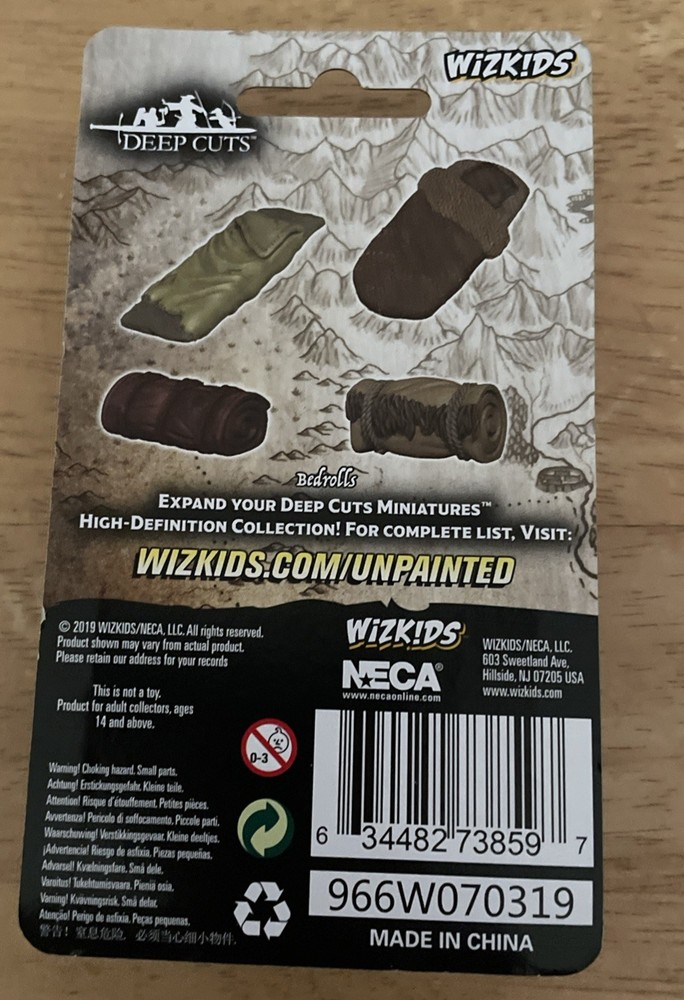 WIZK!DS
DEEP CUTS™
Bedrolls
EXPAND YOUR DEEP CUTS MINIATURES™
HIGH-DEFINITION COLLECTION! FOR COMPLETE LIST, VISIT:
WIZKIDS.COM/UNPAINTED
© 2019 WIZKIDS/NECA, LLC. All rights reserved.
Product shown may vary from actual product.
Please retain our address for your records
This is not a toy.
Product for adult collectors, ages
14 and above.
WIZK!DS
NECA®
www.necaonline.com
WIZKIDS/NECA, LLC.
603 Sweetland Ave,
Hillside, NJ 07205 USA
www.wizkids.com
0-3
Warning! Choking hazard. Small parts.
Achtung! Erstickungsgefahr. Kleine teile.
Attention! Risque d'étouffement. Petites pièces.
Avvertenza! Pericolo di soffocamento. Piccole parti.
Waarschuwing! Verstikkingsgevaar. Kleine deeltjes.
¡Advertencia! Riesgo de asfixia. Piezas pequeñas.
Advarsel! Kvælningsfare. Små dele.
Varoitus! Tukehtumisvaara. Pieniä osia.
Varning! Kvävningsrisk. Små delar.
Atenção! Perigo de asfixia. Peças pequenas.
警告! 窒息危险. 必须当心细小物件.
6 34482 73859 7
966W070319
MADE IN CHINA